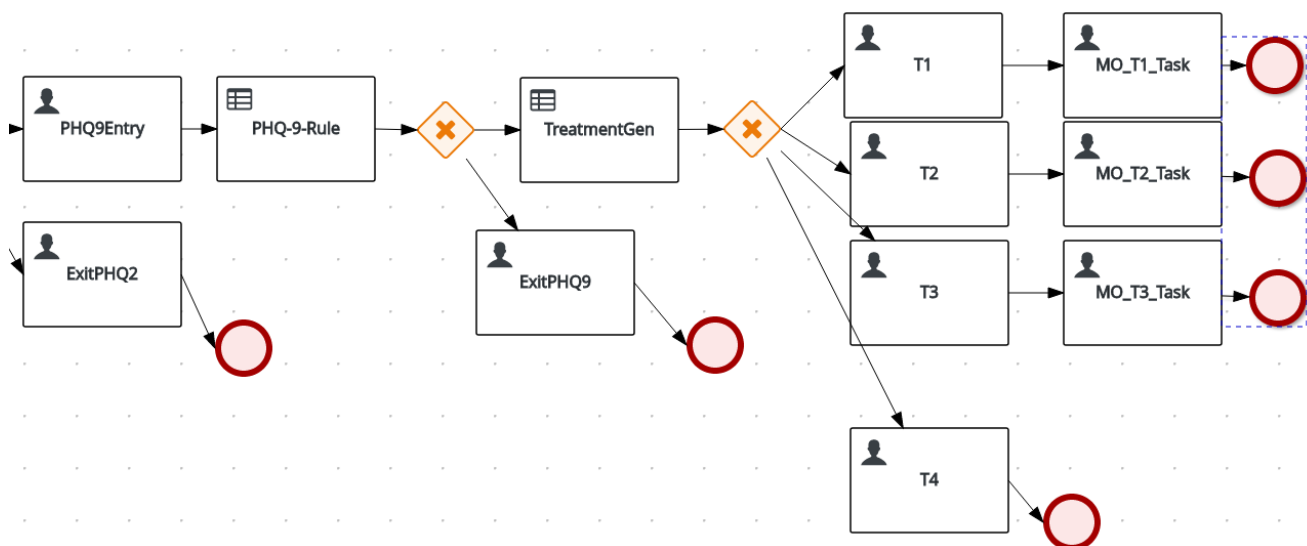 PHQ9Entry
PHQ-9-Rule
TreatmentGen
T1
MO_T1_Task
T2
MO_T2_Task
ExitPHQ2
ExitPHQ9
T3
MO_T3_Task
T4